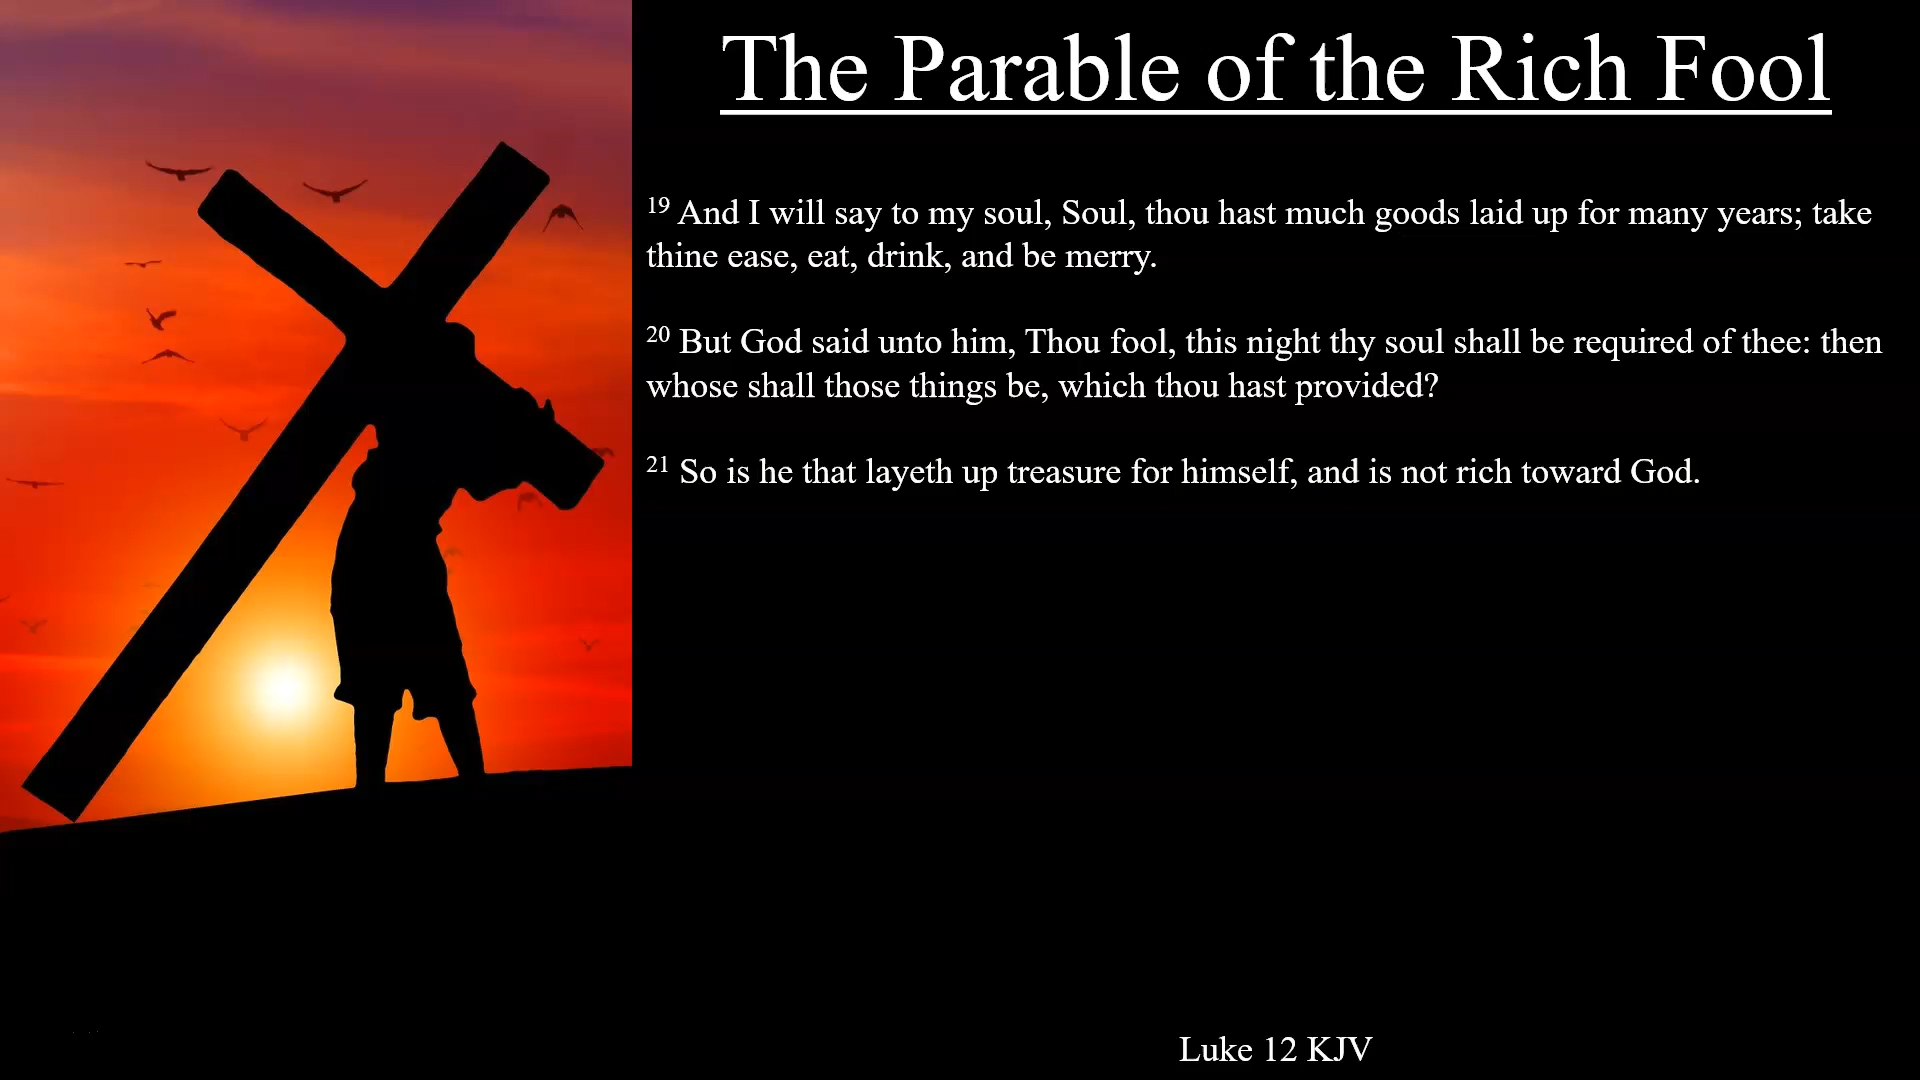 The Parable of the Rich Fool
19 And I will say to my soul, Soul, thou hast much goods laid up for many years; take
thine ease, eat, drink, and be merry.
20 But God said unto him, Thou fool, this night thy soul shall be required of thee: then
whose shall those things be, which thou hast provided?
21 So is he that layeth up treasure for himself, and is not rich toward God.
Luke 12 KJV